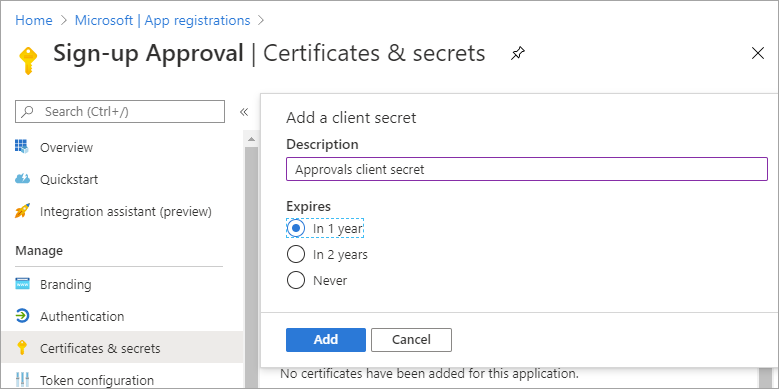 Home > Microsoft | App registrations >
Sign-up Approval | Certificates & secrets
Search (Ctrl+/)
«
Overview
Quickstart
Integration assistant (preview)
Manage
Branding
Authentication
Certificates & secrets
Token configuration
Add a client secret
Description
Approvals client secret
Expires
In 1 year
In 2 years
Never
Add
Cancel
No certificates have been added for this application.